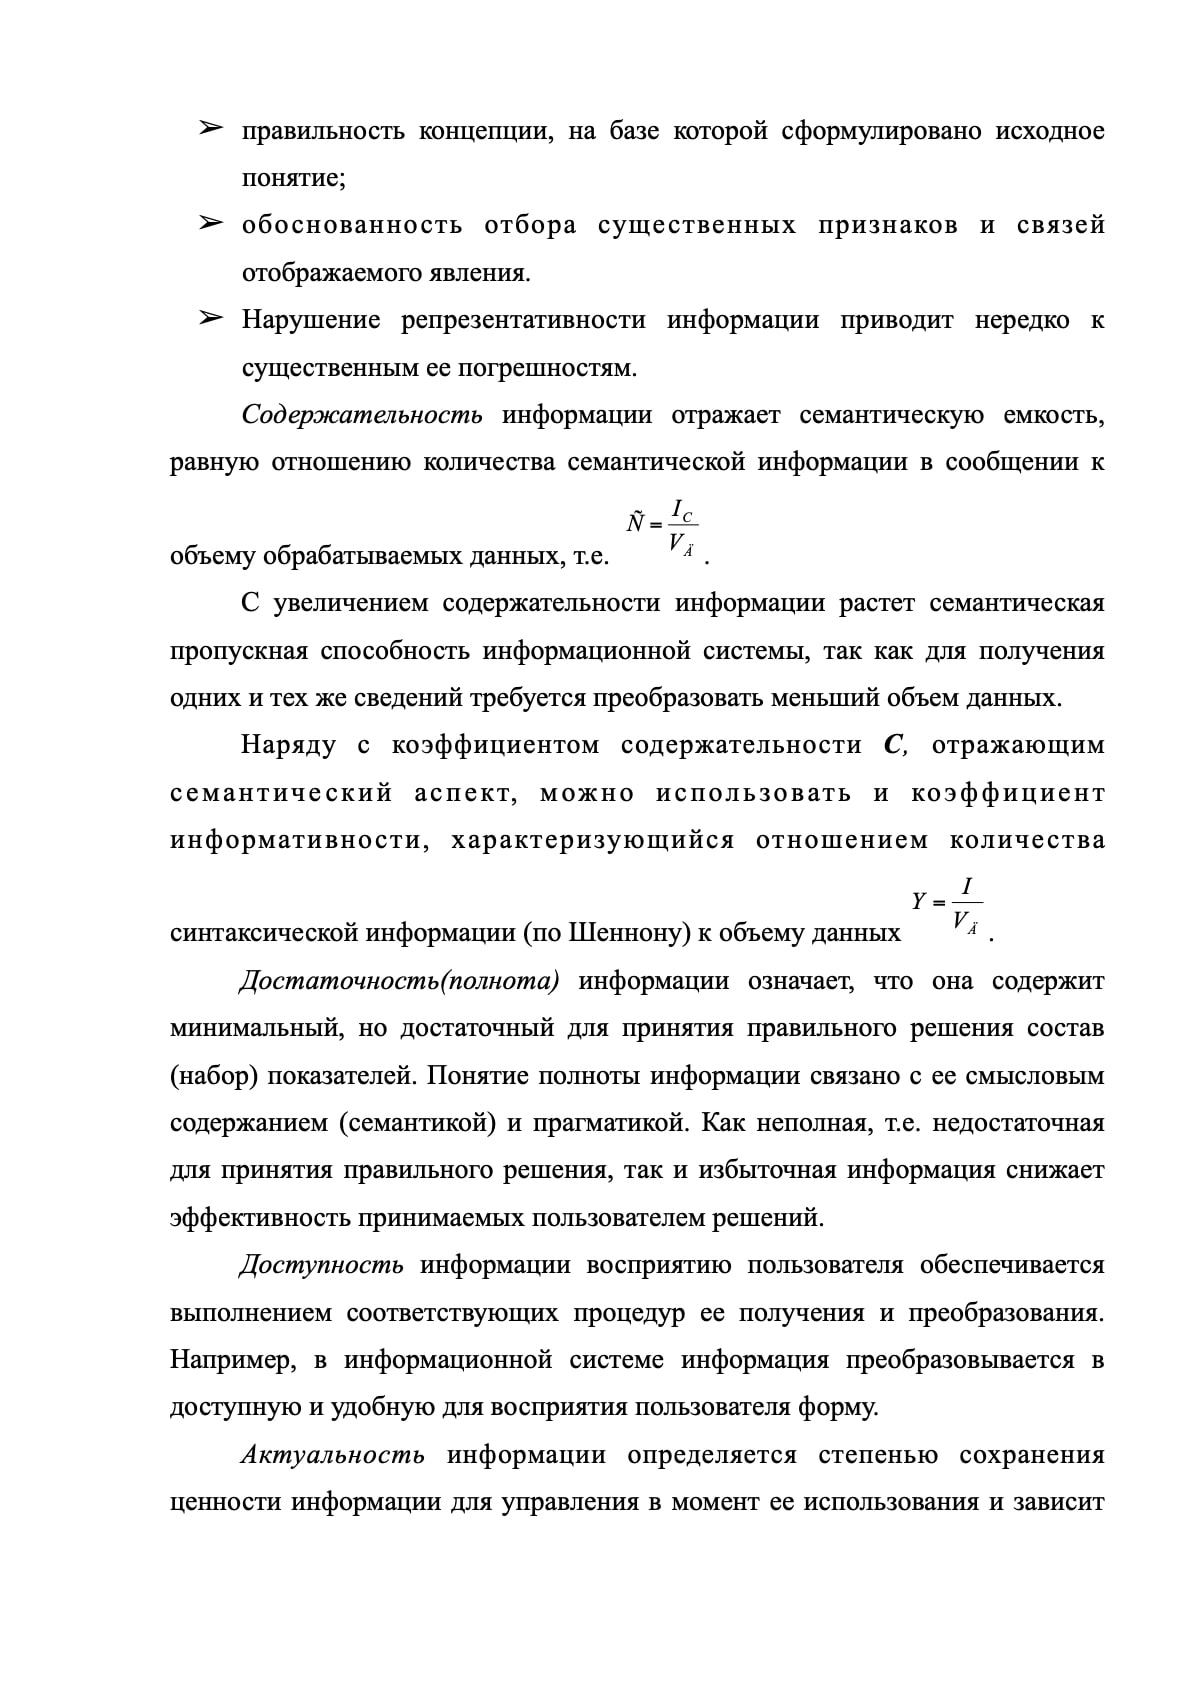 ➢ правильность концепции, на базе которой сформулировано исходное
понятие;
➢ обоснованность отбора существенных признаков и связей
отображаемого явления.
➢ Нарушение репрезентативности информации приводит нередко к
существенным ее погрешностям.
Содержательность информации отражает семантическую емкость,
равную отношению количества семантической информации в сообщении к
объему обрабатываемых данных, т.е. Ñ = I_C / V_Ä .
С увеличением содержательности информации растет семантическая
пропускная способность информационной системы, так как для получения
одних и тех же сведений требуется преобразовать меньший объем данных.
Наряду с коэффициентом содержательности С, отражающим
семантический аспект, можно использовать и коэффициент
информативности, характеризующийся отношением количества
синтаксической информации (по Шеннону) к объему данных Y = I / V_Ä .
Достаточность(полнота) информации означает, что она содержит
минимальный, но достаточный для принятия правильного решения состав
(набор) показателей. Понятие полноты информации связано с ее смысловым
содержанием (семантикой) и прагматикой. Как неполная, т.е. недостаточная
для принятия правильного решения, так и избыточная информация снижает
эффективность принимаемых пользователем решений.
Доступность информации восприятию пользователя обеспечивается
выполнением соответствующих процедур ее получения и преобразования.
Например, в информационной системе информация преобразовывается в
доступную и удобную для восприятия пользователя форму.
Актуальность информации определяется степенью сохранения
ценности информации для управления в момент ее использования и зависит